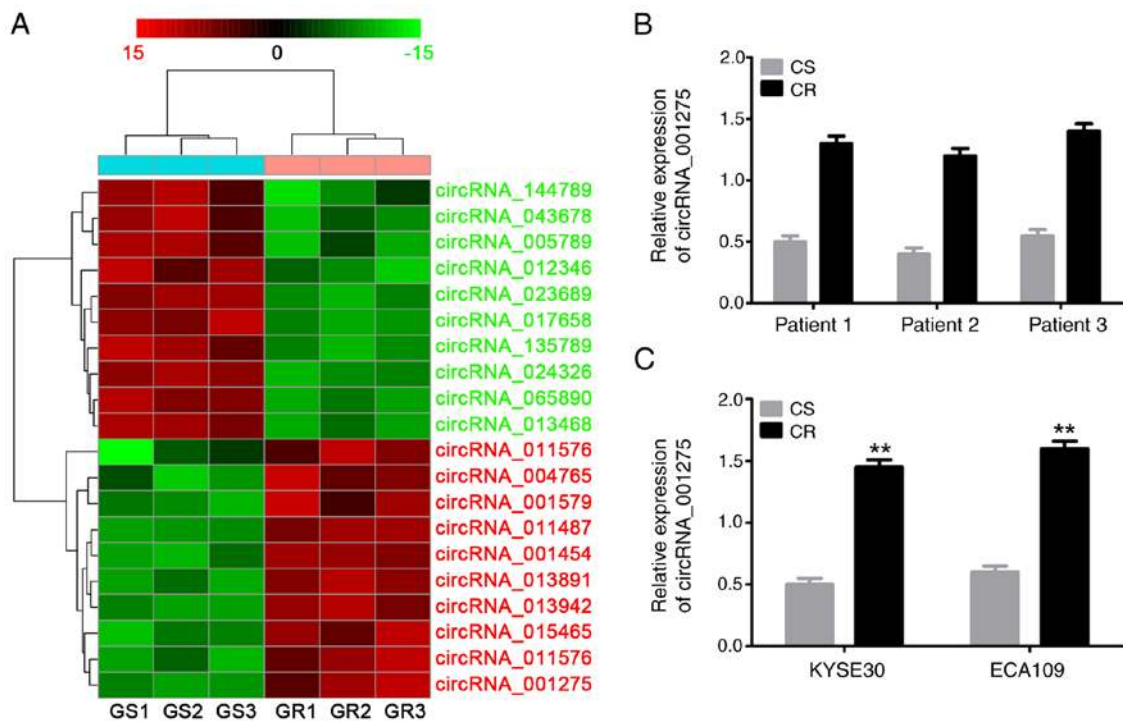 A
15 0 -15
circRNA_144789
circRNA_043678
circRNA_005789
circRNA_012346
circRNA_023689
circRNA_017658
circRNA_135789
circRNA_024326
circRNA_065890
circRNA_013468
circRNA_011576
circRNA_004765
circRNA_001579
circRNA_011487
circRNA_001454
circRNA_013891
circRNA_013942
circRNA_015465
circRNA_011576
circRNA_001275
GS1 GS2 GS3 GR1 GR2 GR3
B
Relative expression
of circRNA_001275
2.0
1.5
1.0
0.5
0.0
CS
CR
Patient 1 Patient 2 Patient 3
C
Relative expression
of circRNA_001275
2.0
1.5
1.0
0.5
0.0
CS
CR
** **
KYSE30 ECA109